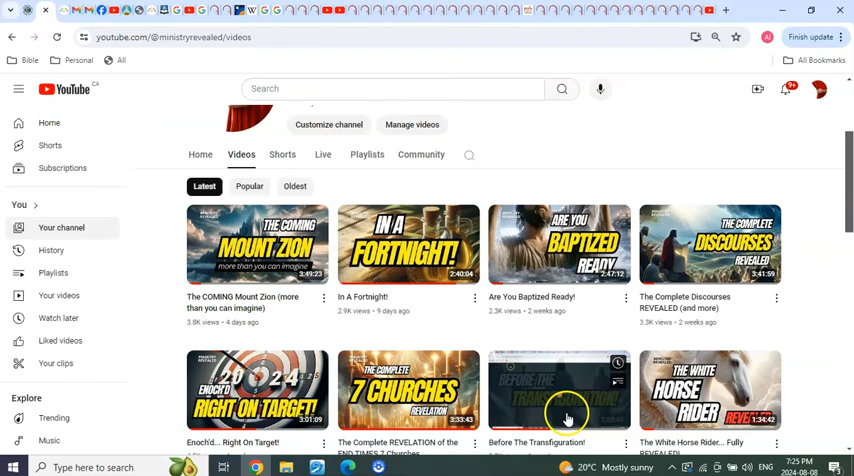 Finish update
youtube.com/@ministryrevealed/videos
AI
Bible
Personal
All
All Bookmarks
YouTube CA
Search
9+
Home
Shorts
Subscriptions
You
Your channel
History
Playlists
Your videos
Watch later
Liked videos
Your clips
Explore
Trending
Music
Customize channel
Manage videos
Home
Videos
Shorts
Live
Playlists
Community
Latest
Popular
Oldest
MINISTRY REVEALED
THE COMING
MOUNT ZION
more than you can imagine
3:49:23
The COMING Mount Zion (more
than you can imagine)
3.8K views • 4 days ago
IN A
FORTNIGHT!
2:40:04
In A Fortnight!
2.9K views • 9 days ago
ARE YOU
BAPTIZED
READY
2:47:12
Are You Baptized Ready!
2.3K views • 2 weeks ago
THE COMPLETE
DISCOURSES
REVEALED
3:41:59
The Complete Discourses
REVEALED (and more)
3.3K views • 2 weeks ago
MINISTRY REVEALED
ENOCH'D
2024
RIGHT ON TARGET!
3:01:09
Enoch'd... Right On Target!
MINISTRY REVEALED
THE COMPLETE
7 CHURCHES
REVELATION
3:33:43
The Complete REVELATION of the
END TIMES 7 Churches
BEFORE THE
TRANSFIGURATION!
Before The Transfiguration!
THE WHITE
HORSE
RIDER REVEALED
1:34:42
The White Horse Rider... Fully
Type here to search
20°C Mostly sunny
ENG
7:25 PM
2024-08-08